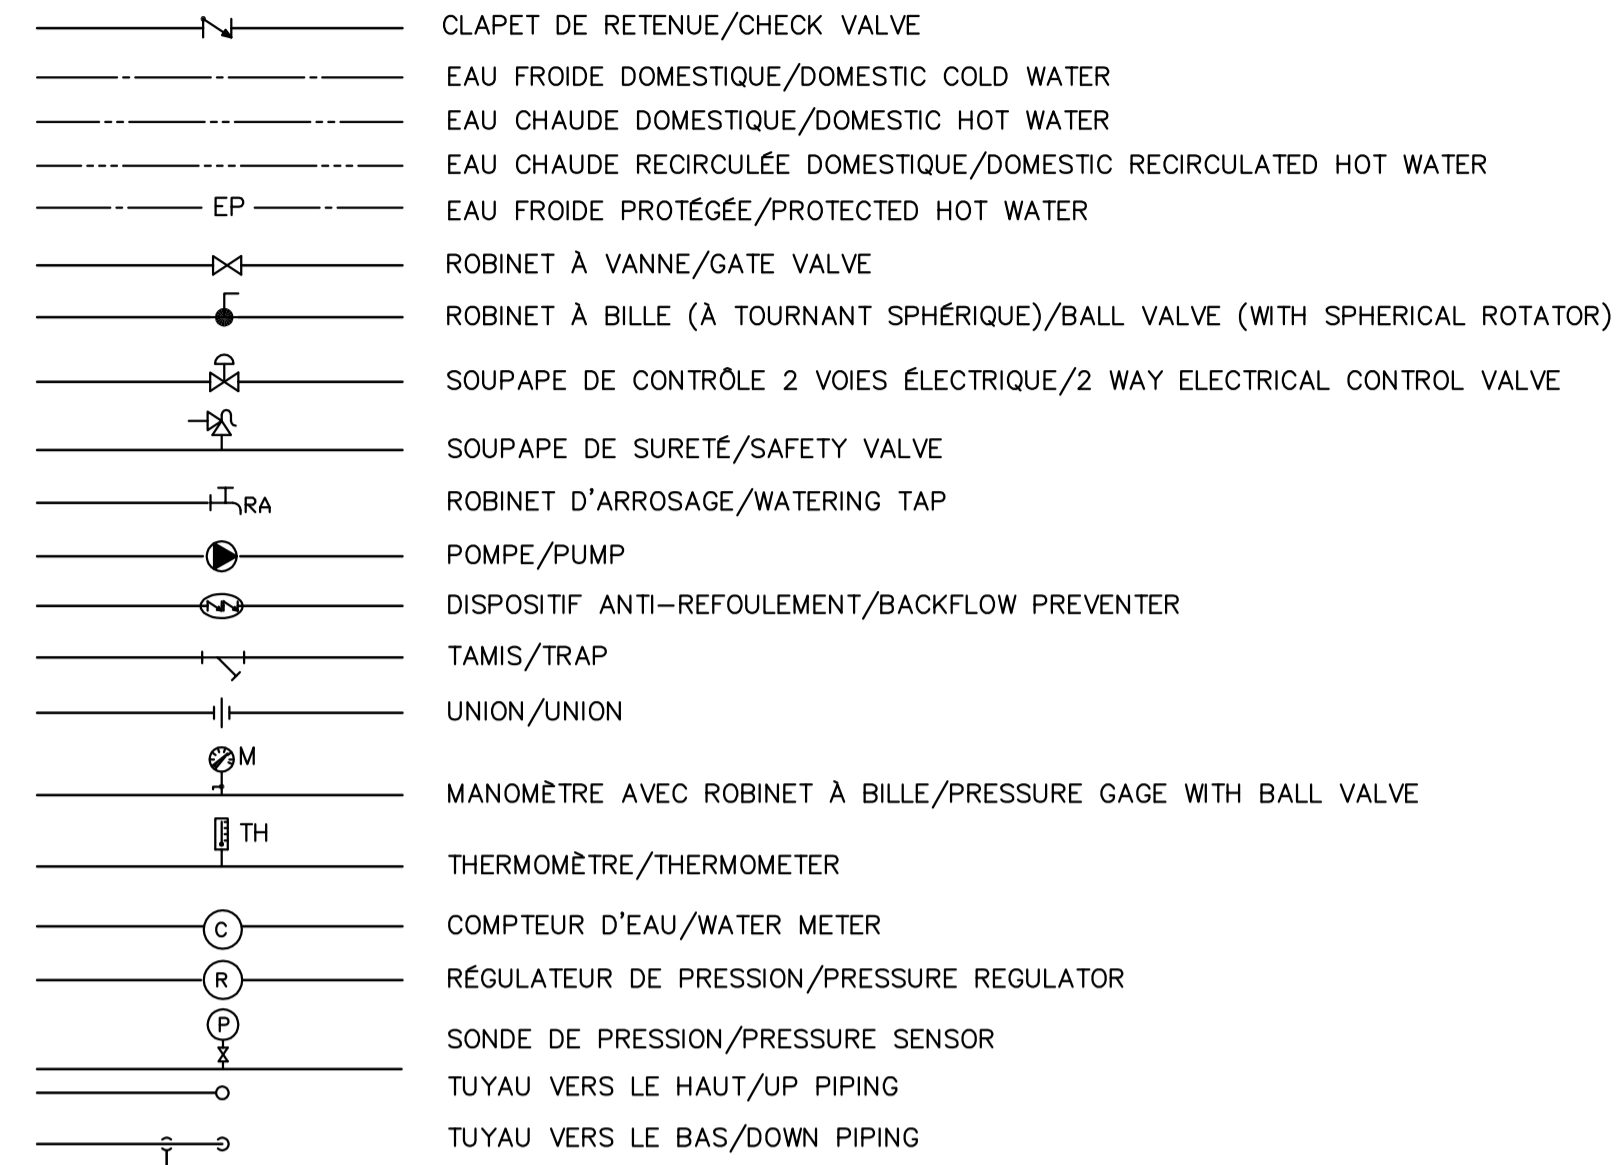 CLAPET DE RETENUE/CHECK VALVE
EAU FROIDE DOMESTIQUE/DOMESTIC COLD WATER
EAU CHAUDE DOMESTIQUE/DOMESTIC HOT WATER
EAU CHAUDE RECIRCULÉE DOMESTIQUE/DOMESTIC RECIRCULATED HOT WATER
EP EAU FROIDE PROTÉGÉE/PROTECTED HOT WATER
ROBINET À VANNE/GATE VALVE
ROBINET À BILLE (À TOURNANT SPHÉRIQUE)/BALL VALVE (WITH SPHERICAL ROTATOR)
SOUPAPE DE CONTRÔLE 2 VOIES ÉLECTRIQUE/2 WAY ELECTRICAL CONTROL VALVE
SOUPAPE DE SURETÉ/SAFETY VALVE
RA ROBINET D'ARROSAGE/WATERING TAP
POMPE/PUMP
DISPOSITIF ANTI-REFOULEMENT/BACKFLOW PREVENTER
TAMIS/TRAP
UNION/UNION
M
MANOMÈTRE AVEC ROBINET À BILLE/PRESSURE GAGE WITH BALL VALVE
TH
THERMOMÈTRE/THERMOMETER
C COMPTEUR D'EAU/WATER METER
R RÉGULATEUR DE PRESSION/PRESSURE REGULATOR
P
SONDE DE PRESSION/PRESSURE SENSOR
TUYAU VERS LE HAUT/UP PIPING
TUYAU VERS LE BAS/DOWN PIPING